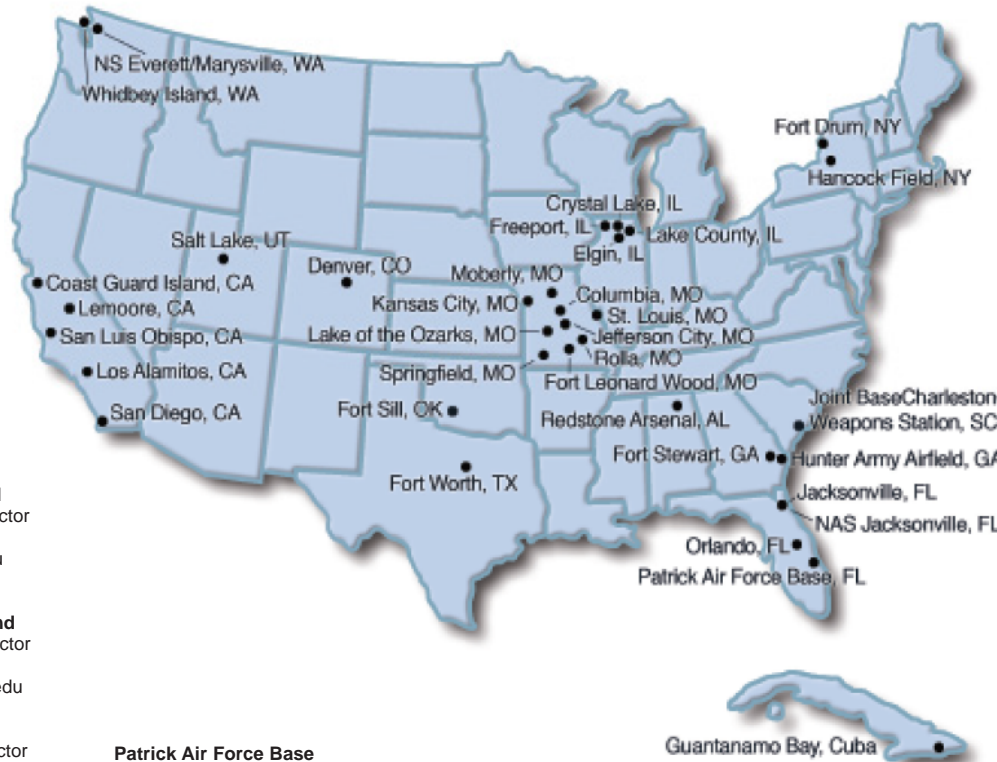 NS Everett/Marysville, WA
Whidbey Island, WA
Fort Drum, NY
Hancock Field, NY
Crystal Lake, IL
Freeport, IL
Lake County, IL
Elgin, IL
Salt Lake, UT
Denver, CO
Moberly, MO
Coast Guard Island, CA
Kansas City, MO
Columbia, MO
Lemoore, CA
St. Louis, MO
San Luis Obispo, CA
Lake of the Ozarks, MO
Jefferson City, MO
Rolla, MO
Los Alamitos, CA
Springfield, MO
Fort Leonard Wood, MO
Joint BaseCharleston
San Diego, CA
Fort Sill, OK
Redstone Arsenal, AL
Weapons Station, SC
Fort Stewart, GA
Hunter Army Airfield, GA
Fort Worth, TX
Jacksonville, FL
ctor
NAS Jacksonville, FL
Orlando, FL
u
Patrick Air Force Base, FL
nd
ctor
edu
Guantanamo Bay, Cuba
ctor
Patrick Air Force Base